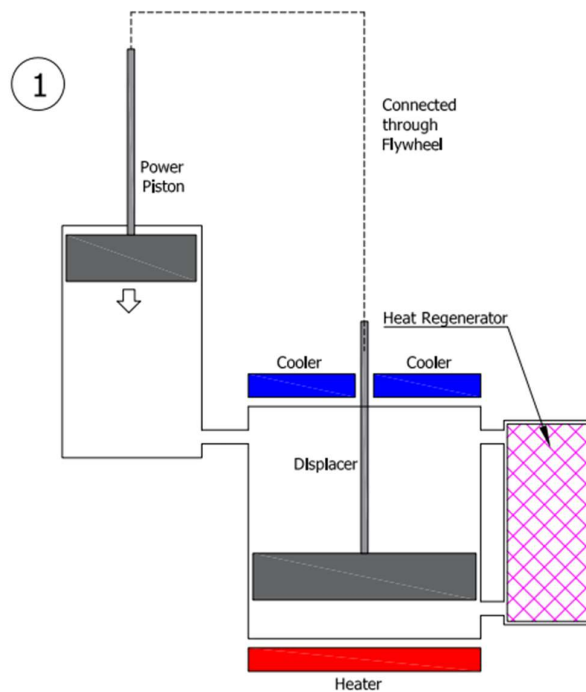 1
Connected
through
Flywheel
Power
Piston
Heat Regenerator
Cooler
Cooler
Displacer
Heater